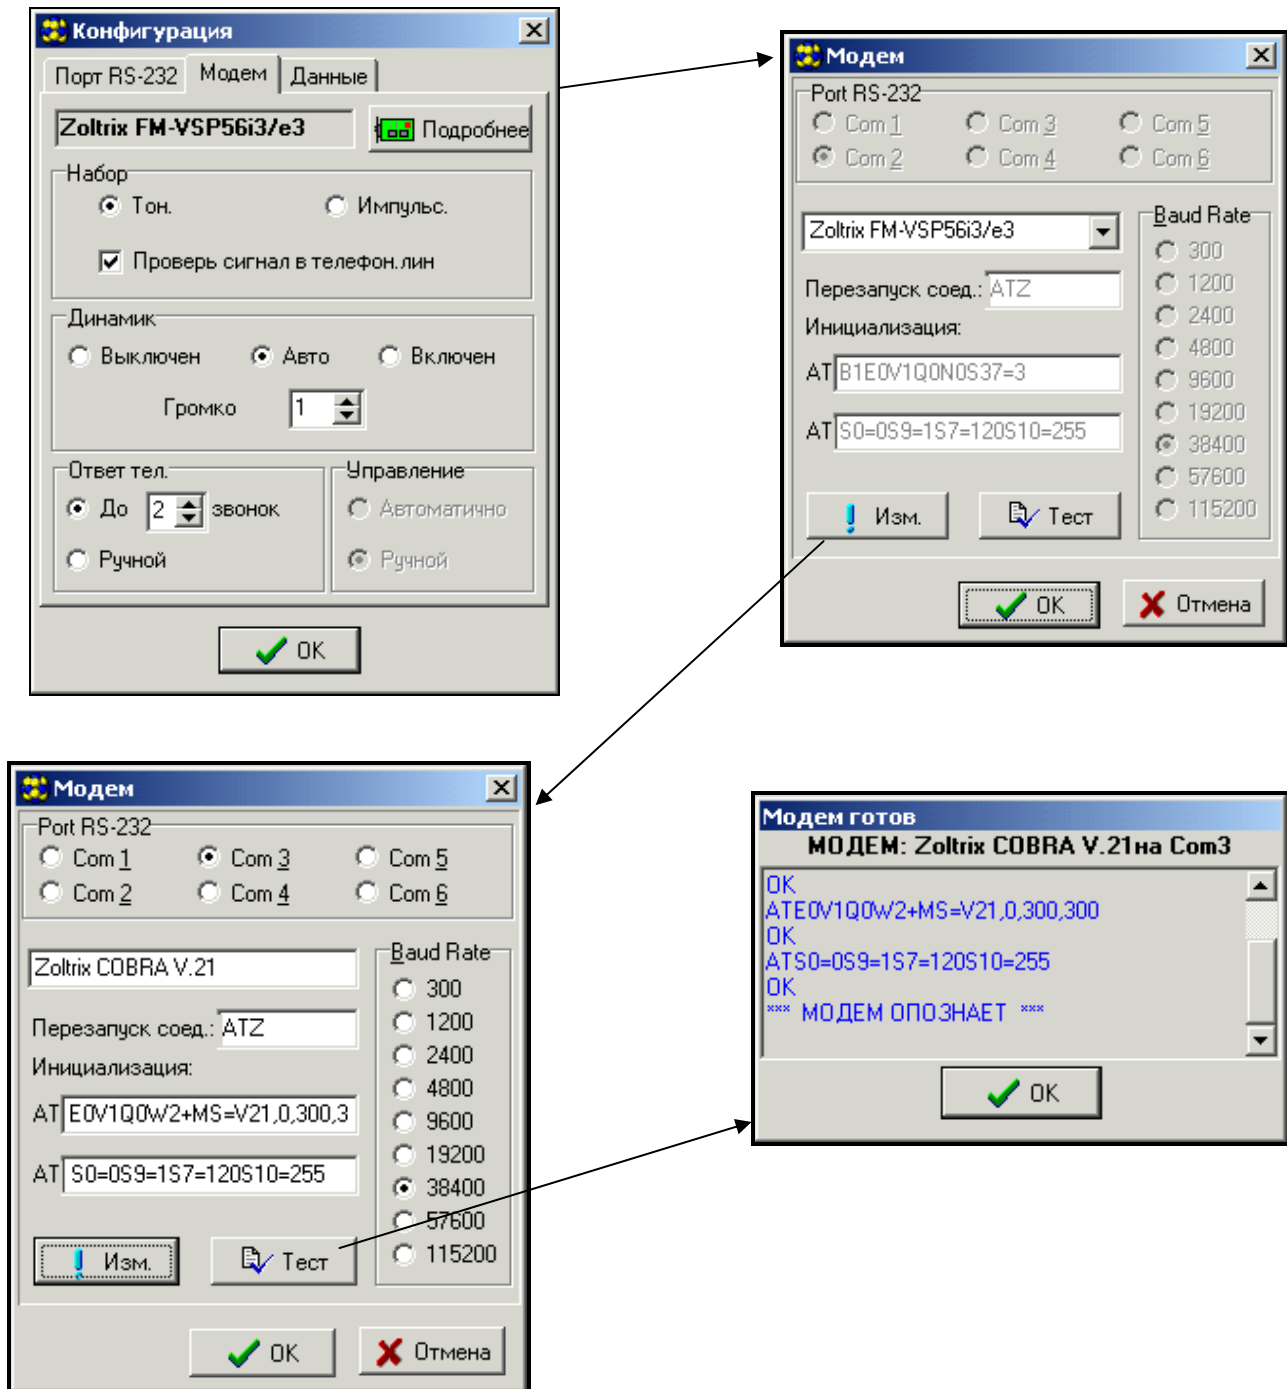 Конфигурация
Порт RS-232 Модем Данные
Zoltrix FM-VSP56i3/e3 Подробнее
Набор
Тон. Импульс.
Проверь сигнал в телефон.лин
Динамик
Выключен Авто Включен
Громко 1
Ответ тел. Управление
До 2 звонок Автоматично
Ручной Ручной
OK
Модем
Port RS-232
Com 1 Com 3 Com 5
Com 2 Com 4 Com 6
Zoltrix FM-VSP56i3/e3
Перезапуск соед.: ATZ
Инициализация:
AT B1E0V1Q0N0S37=3
AT S0=0S9=1S7=120S10=255
Baud Rate
300
1200
2400
4800
9600
19200
38400
57600
115200
Изм. Тест
OK Отмена
Модем
Port RS-232
Com 1 Com 3 Com 5
Com 2 Com 4 Com 6
Zoltrix COBRA V.21
Перезапуск соед.: ATZ
Инициализация:
AT E0V1Q0W2+MS=V21,0,300,3
AT S0=0S9=1S7=120S10=255
Baud Rate
300
1200
2400
4800
9600
19200
38400
57600
115200
Изм. Тест
OK Отмена
Модем готов
МОДЕМ: Zoltrix COBRA V.21на Com3
OK
ATE0V1Q0W2+MS=V21,0,300,300
OK
ATS0=0S9=1S7=120S10=255
OK
*** МОДЕМ ОПОЗНАЕТ ***
OK